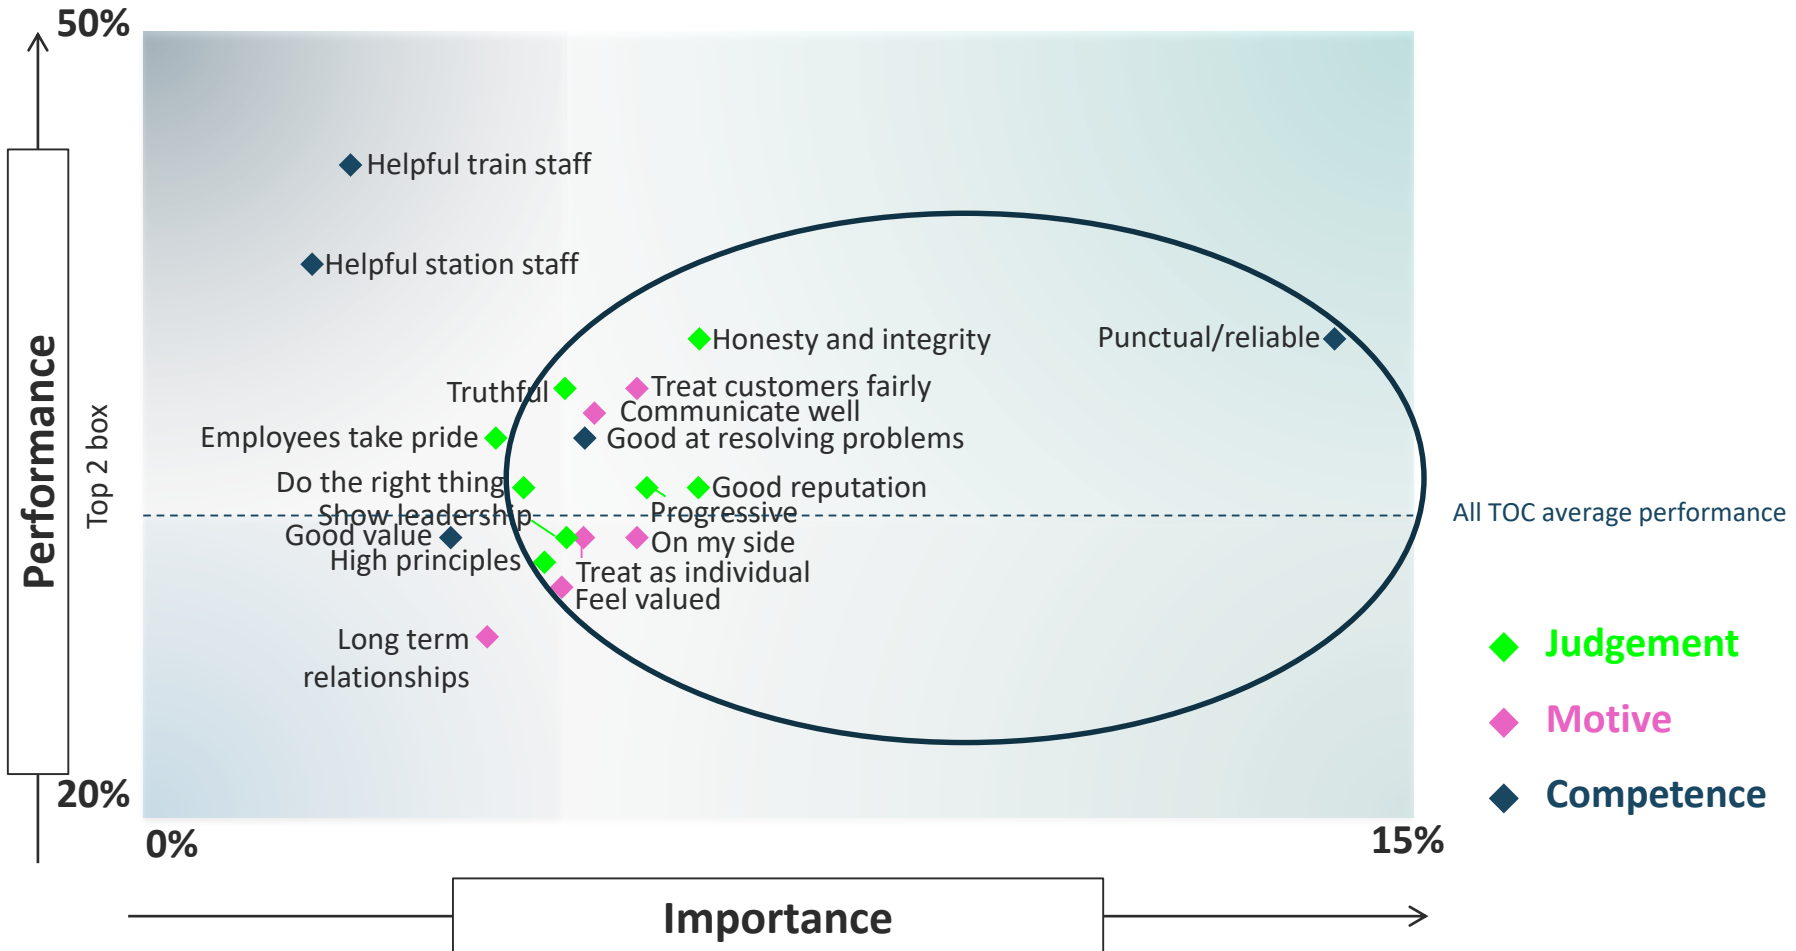 50%
Helpful train staff
Helpful station staff
Honesty and integrity
Punctual/reliable
Truthful
Treat customers fairly
Communicate well
Employees take pride
Good at resolving problems
Do the right thing
Good reputation
Show leadership
Progressive
All TOC average performance
Good value
On my side
High principles
Treat as individual
Feel valued
Long term
relationships
Performance
Top 2 box
20%
0%
15%
Importance
Judgement
Motive
Competence